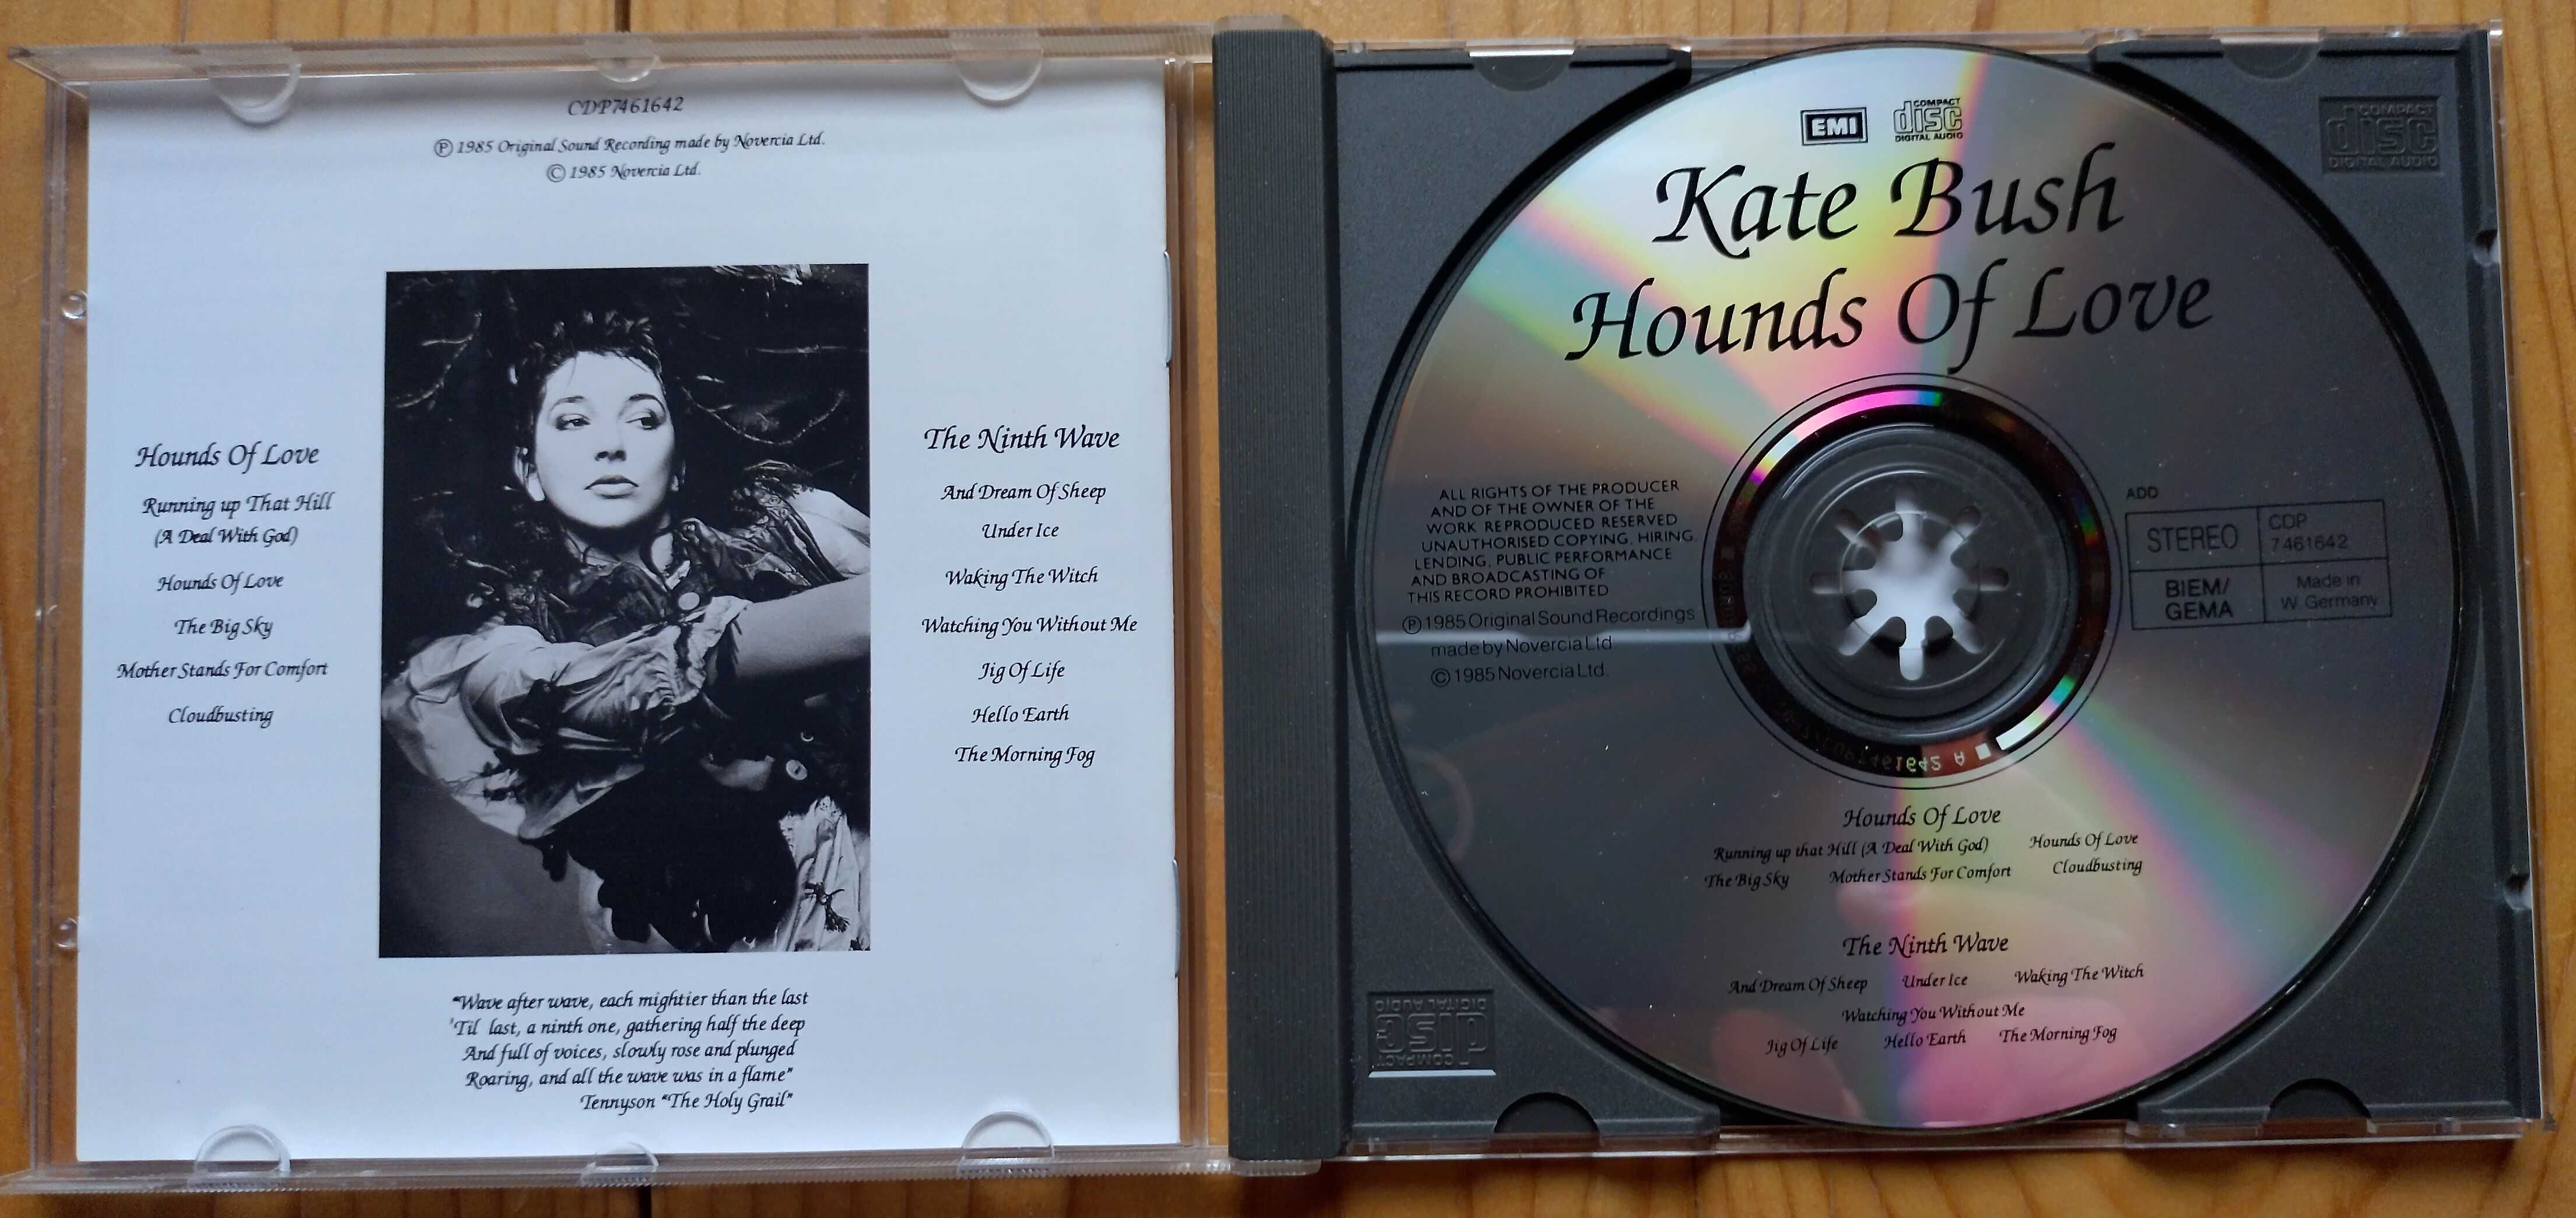 CDP7461642
Ⓟ 1985 Original Sound Recording made by Novercia Ltd.
© 1985 Novercia Ltd.
Hounds Of Love
Running up That Hill
(A Deal With God)
Hounds Of Love
The Big Sky
Mother Stands For Comfort
Cloudbusting
The Ninth Wave
And Dream Of Sheep
Under Ice
Waking The Witch
Watching You Without Me
Jig Of Life
Hello Earth
The Morning Fog
"Wave after wave, each mightier than the last
'Til last, a ninth one, gathering half the deep
And full of voices, slowly rose and plunged
Roaring, and all the wave was in a flame"
Tennyson "The Holy Grail"
EMI
COMPACT
disc
DIGITAL AUDIO
Kate Bush
Hounds Of Love
ALL RIGHTS OF THE PRODUCER
AND OF THE OWNER OF THE
WORK REPRODUCED RESERVED
UNAUTHORISED COPYING, HIRING,
LENDING, PUBLIC PERFORMANCE
AND BROADCASTING OF
THIS RECORD PROHIBITED
Ⓟ 1985 Original Sound Recordings
made by Novercia Ltd
© 1985 Novercia Ltd.
ADD
STEREO
CDP
7461642
BIEM/
GEMA
Made in
W. Germany
7461642 A
Hounds Of Love
Running up that Hill (A Deal With God) Hounds Of Love
The Big Sky Mother Stands For Comfort Cloudbusting
The Ninth Wave
And Dream Of Sheep Under Ice Waking The Witch
Watching You Without Me
Jig Of Life Hello Earth The Morning Fog
COMPACT
disc
DIGITAL AUDIO
COMPACT
disc
DIGITAL AUDIO